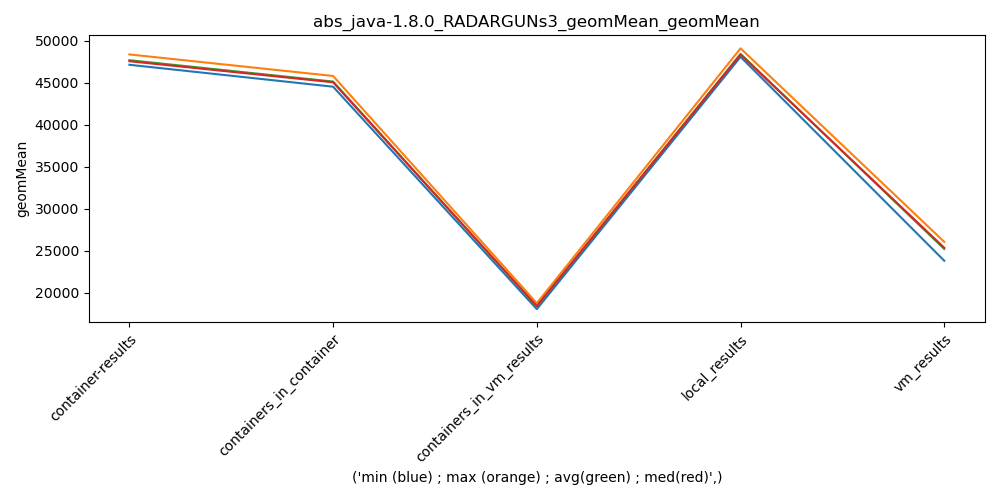 abs_java-1.8.0_RADARGUNs3_geomMean_geomMean
geomMean
50000
45000
40000
35000
30000
25000
20000
container-results
containers_in_container
containers_in_vm_results
local_results
vm_results
('min (blue) ; max (orange) ; avg(green) ; med(red)',)